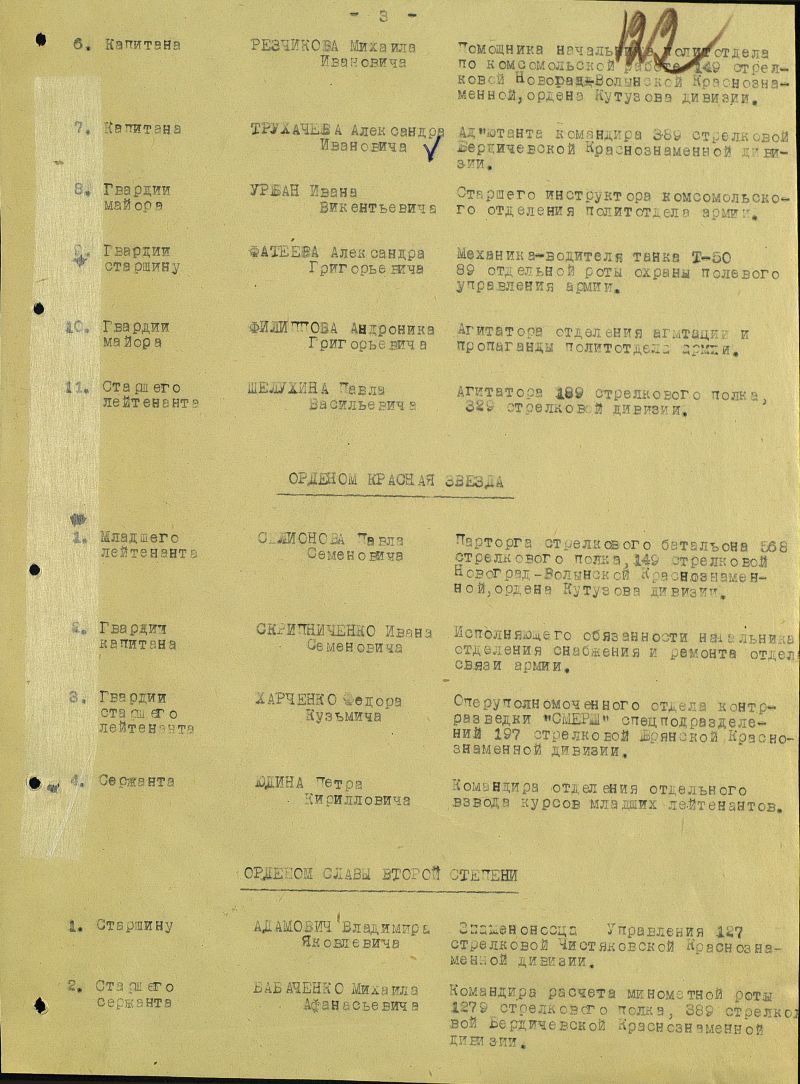 - 3 -
6. Капитана РЕЗЧИКОВА Михаила Помощника начальника политотдела
Ивановича по комсомольской работе 149 стрел-
ковой Новорад-Волынской Краснозна-
менной, ордена Кутузова дивизии.
7. Капитана ТРУХАЧЕВА Александра Ад"ютанта командира 389 стрелковой
Ивановича Бердичевской Краснознаменной диви-
зии.
8. Гвардии УРБАН Ивана Старшего инструктора комсомольско-
майора Викентьевича го отделения политотдела армии.
9. Гвардии ФАТЕЕВА Александра Механика-водителя танка Т-60
старшину Григорьевича 89 отдельной роты охраны полевого
управления армии.
10. Гвардии ФИЛИППОВА Андроника Агитатора отделения агитации и
майора Григорьевича пропаганды политотдела армии.
11. Старшего ШЕЛУХИНА Павла Агитатора стрелкового полка,
лейтенанта Васильевича 329 стрелковой дивизии.
ОРДЕНОМ КРАСНАЯ ЗВЕЗДА
1. Младшего Павла Парторга стрелкового батальона 568
лейтенанта Семеновича стрелкового полка, 149 стрелковой
Новоград-Волынской Краснознамен-
ной, ордена Кутузова дивизии.
2. Гвардии СКРИПНИЧЕНКО Ивана Исполняющего обязанности начальника
капитана Семеновича отделения снабжения и ремонта отдел
связи армии.
3. Гвардии ХАРЧЕНКО Федора Оперуполномоченного отдела контр-
старшего Кузьмича разведки "СМЕРШ" спецподразделе-
лейтенанта ний 197 стрелковой Брянской Красно-
знаменной дивизии.
4. Сержанта ЮДИНА Петра Командира отделения отдельного
Кирилловича взвода курсов младших лейтенантов.
ОРДЕНОМ СЛАВЫ ВТОРОЙ СТЕПЕНИ
1. Старшину АДАМОВИЧ Владимира Знаменосца Управления 127
Яковлевича стрелковой Чистяковской Краснозна-
менной дивизии.
2. Старшего БАБАЧЕНКО Михаила Командира расчета минометной роты
сержанта Афанасьевича 1279 стрелкового полка, 389 стрелко
вой Бердичевской Краснознаменной
дивизии.